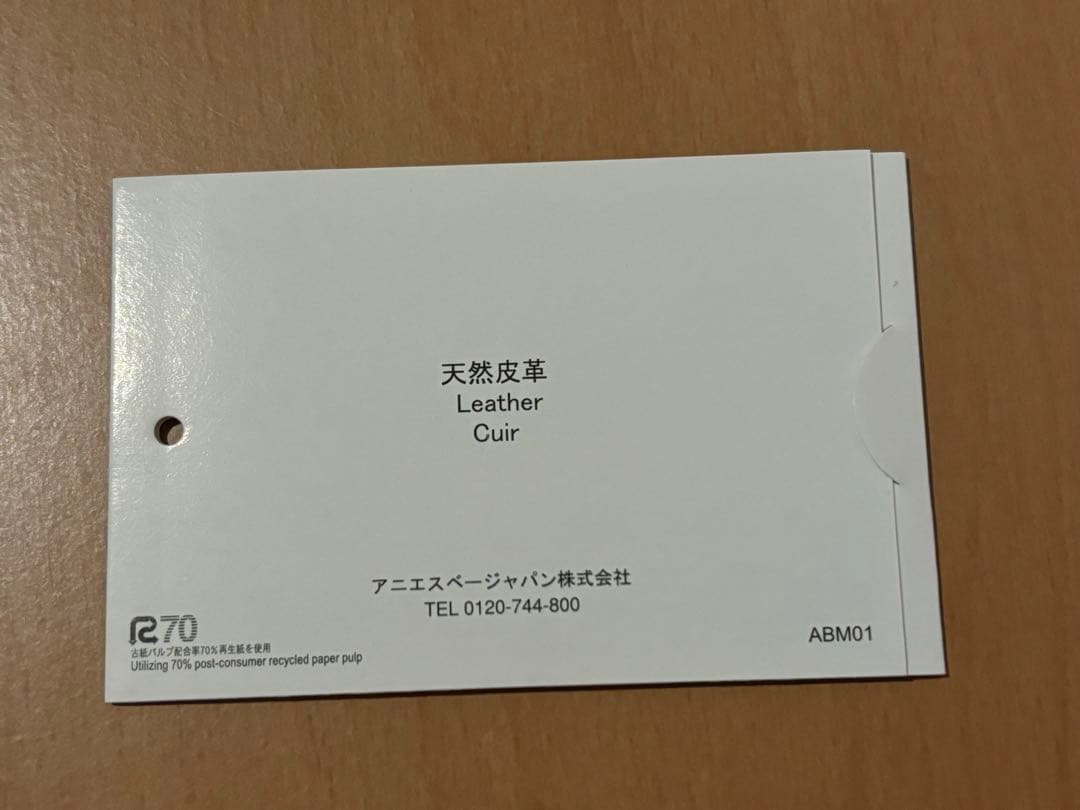 天然皮革
Leather
Cuir
アニエスベージャパン株式会社
TEL 0120-744-800
ABM01
R70
古紙パルプ配合率70%再生紙を使用
Utilizing 70% post-consumer recycled paper pulp